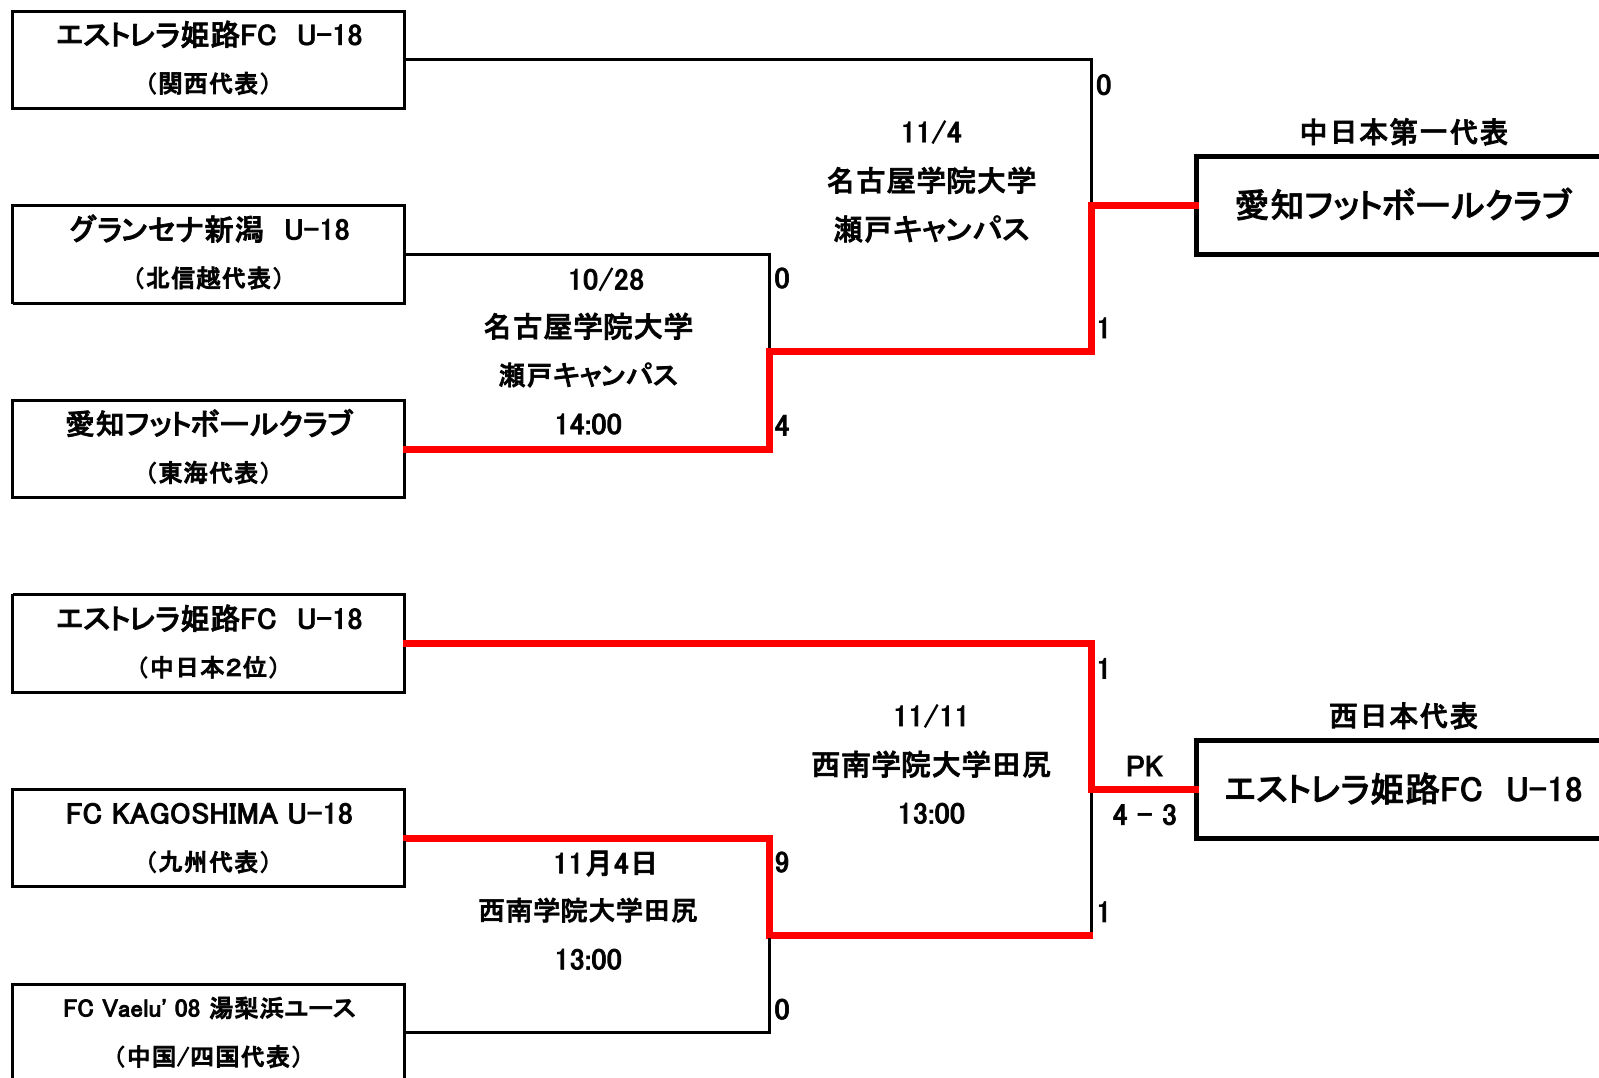 エストレラ姫路FC　U-18
（関西代表）
0
11/4
名古屋学院大学
瀬戸キャンパス
中日本第一代表
愛知フットボールクラブ
グランセナ新潟　U-18
（北信越代表）
10/28
名古屋学院大学
瀬戸キャンパス
14:00
0
1
4
愛知フットボールクラブ
（東海代表）
エストレラ姫路FC　U-18
（中日本2位）
1
11/11
西南学院大学田尻
13:00
PK
4 - 3
西日本代表
エストレラ姫路FC　U-18
FC KAGOSHIMA U-18
（九州代表）
11月4日
西南学院大学田尻
13:00
9
1
0
FC Vaelu’08 湯梨浜ユース
（中国/四国代表）